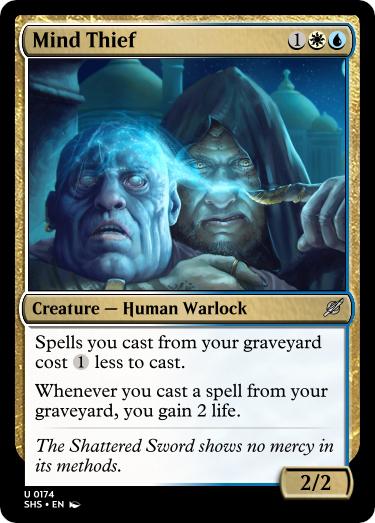 Mind Thief 1
Creature — Human Warlock
Spells you cast from your graveyard
cost 1 less to cast.
Whenever you cast a spell from your
graveyard, you gain 2 life.
The Shattered Sword shows no mercy in
its methods.
2/2
U 0174
SHS • EN